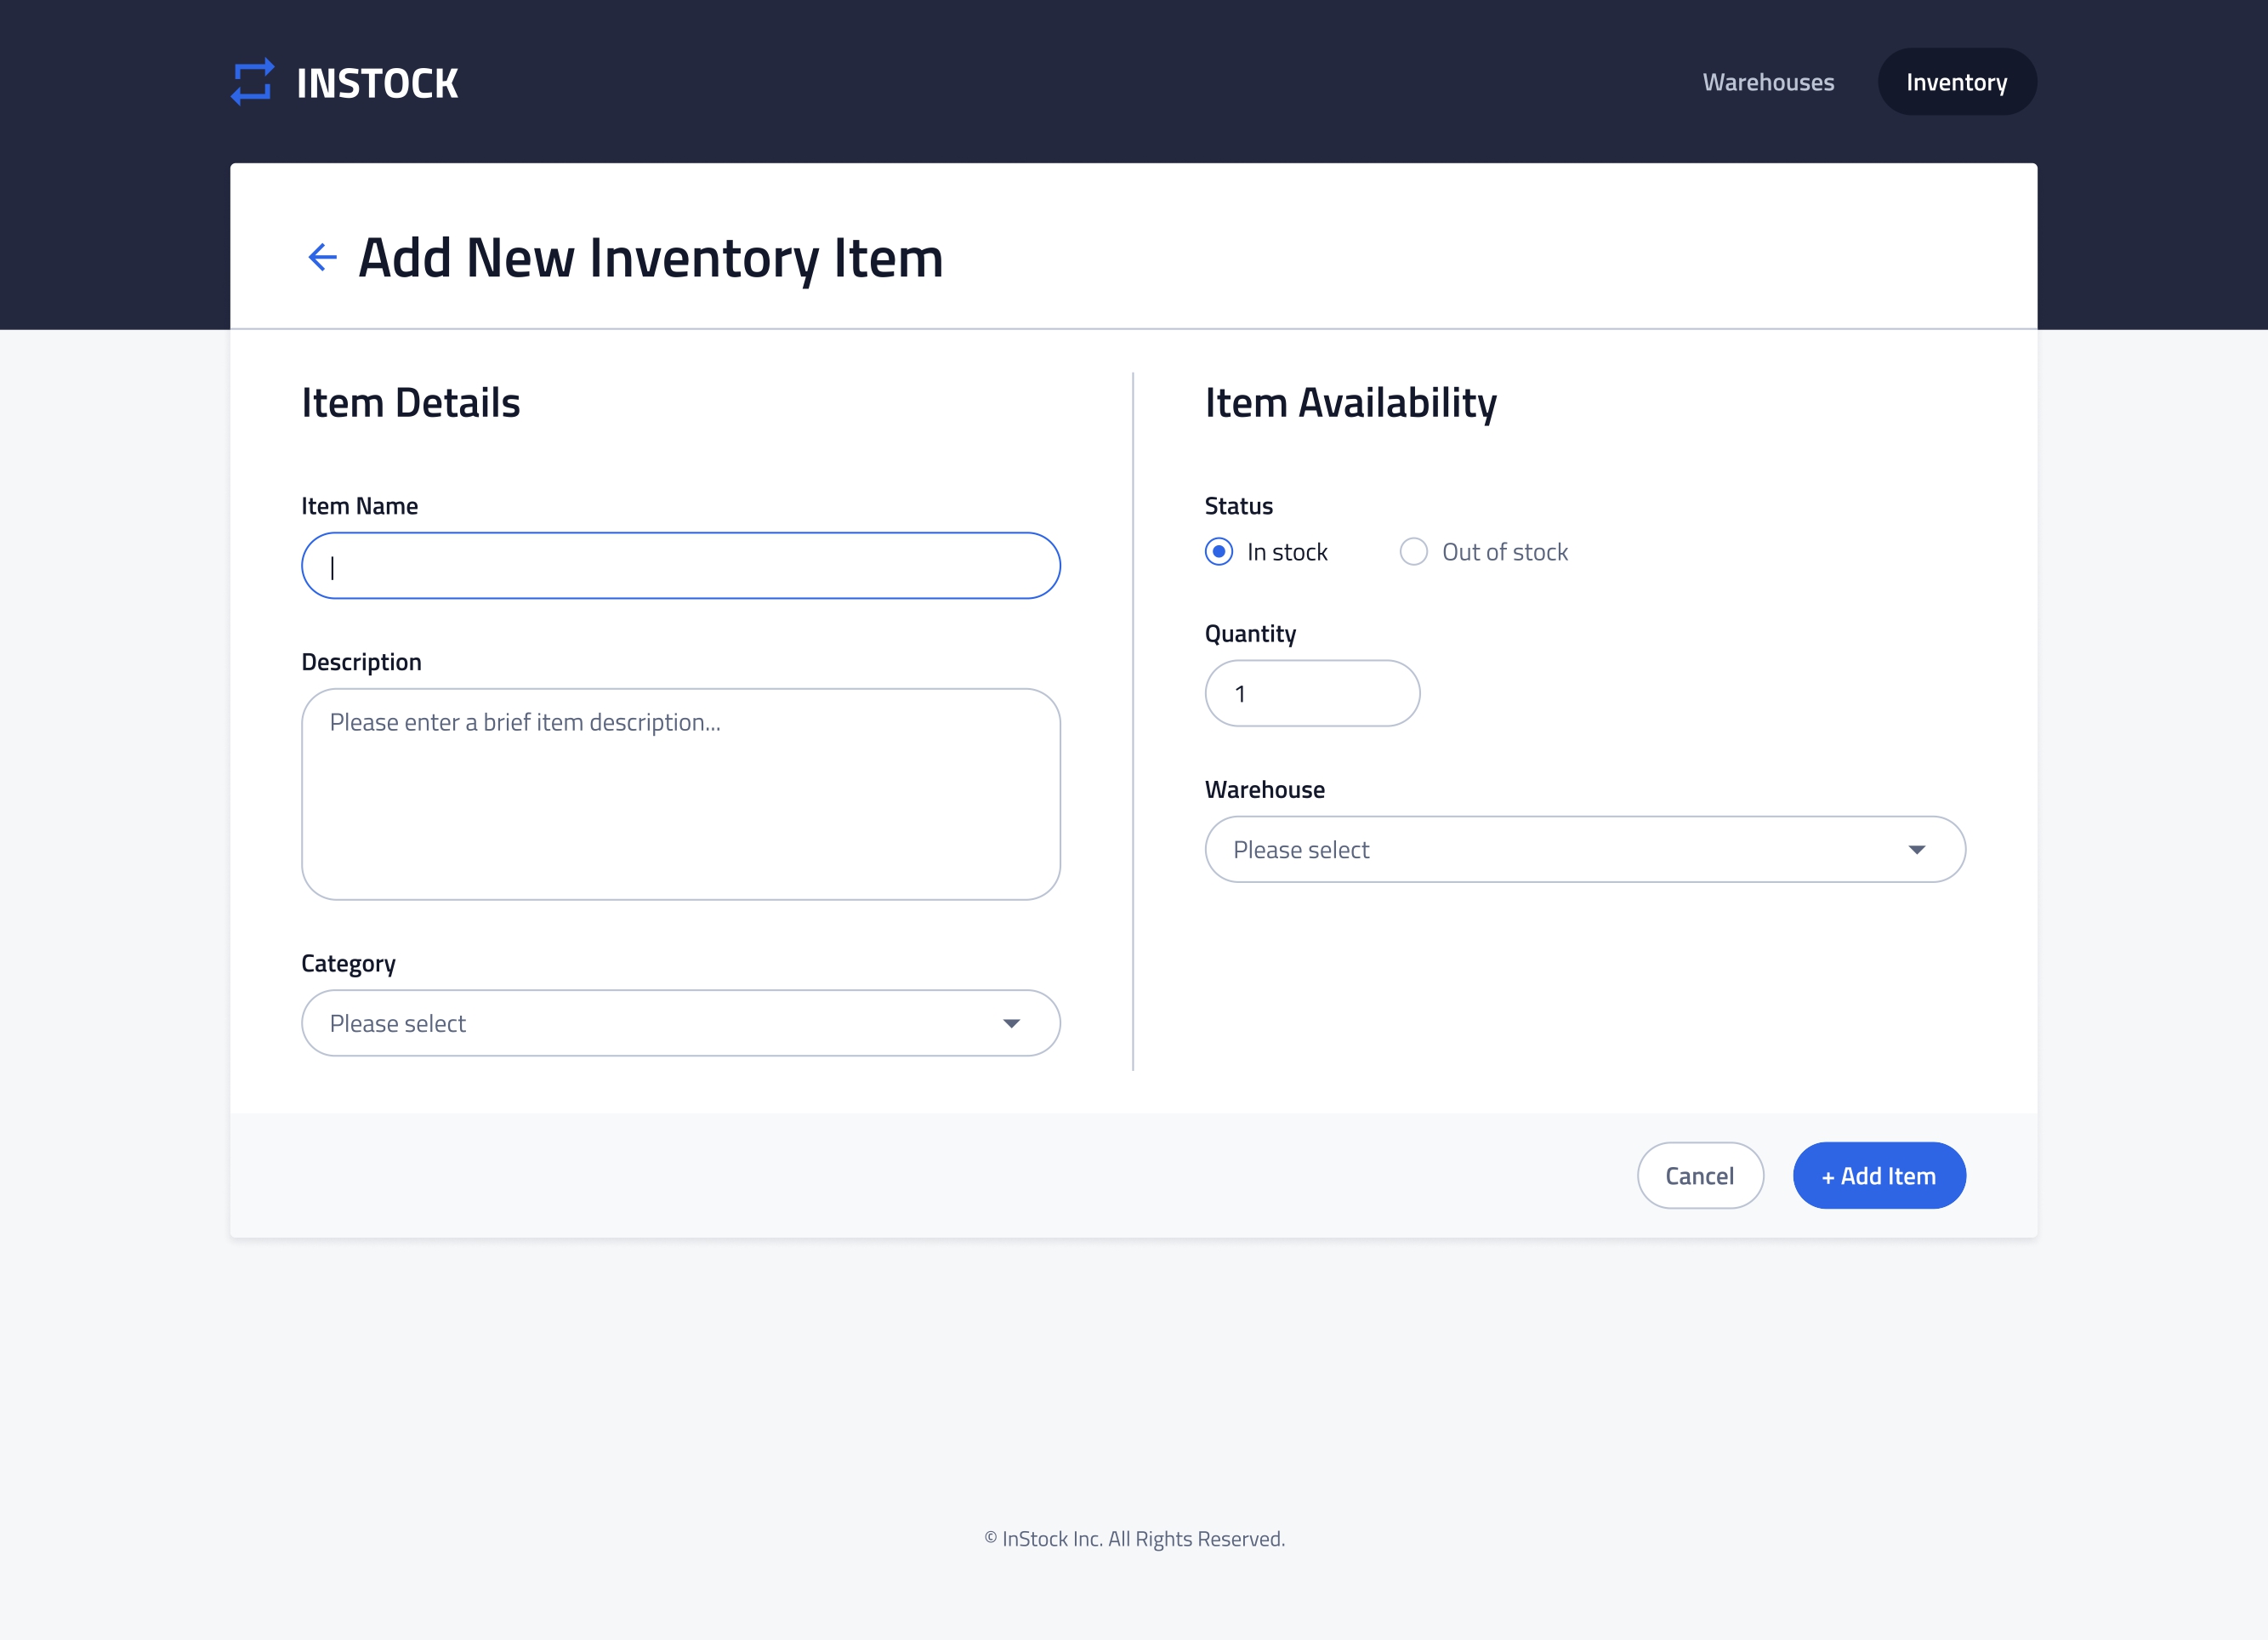 INSTOCK
Warehouses
Inventory
Add New Inventory Item
Item Details
Item Name
Description
Please enter a brief item description...
Category
Please select
Item Availability
Status
In stock
Out of stock
Quantity
1
Warehouse
Please select
Cancel
+ Add Item
© InStock Inc. All Rights Reserved.